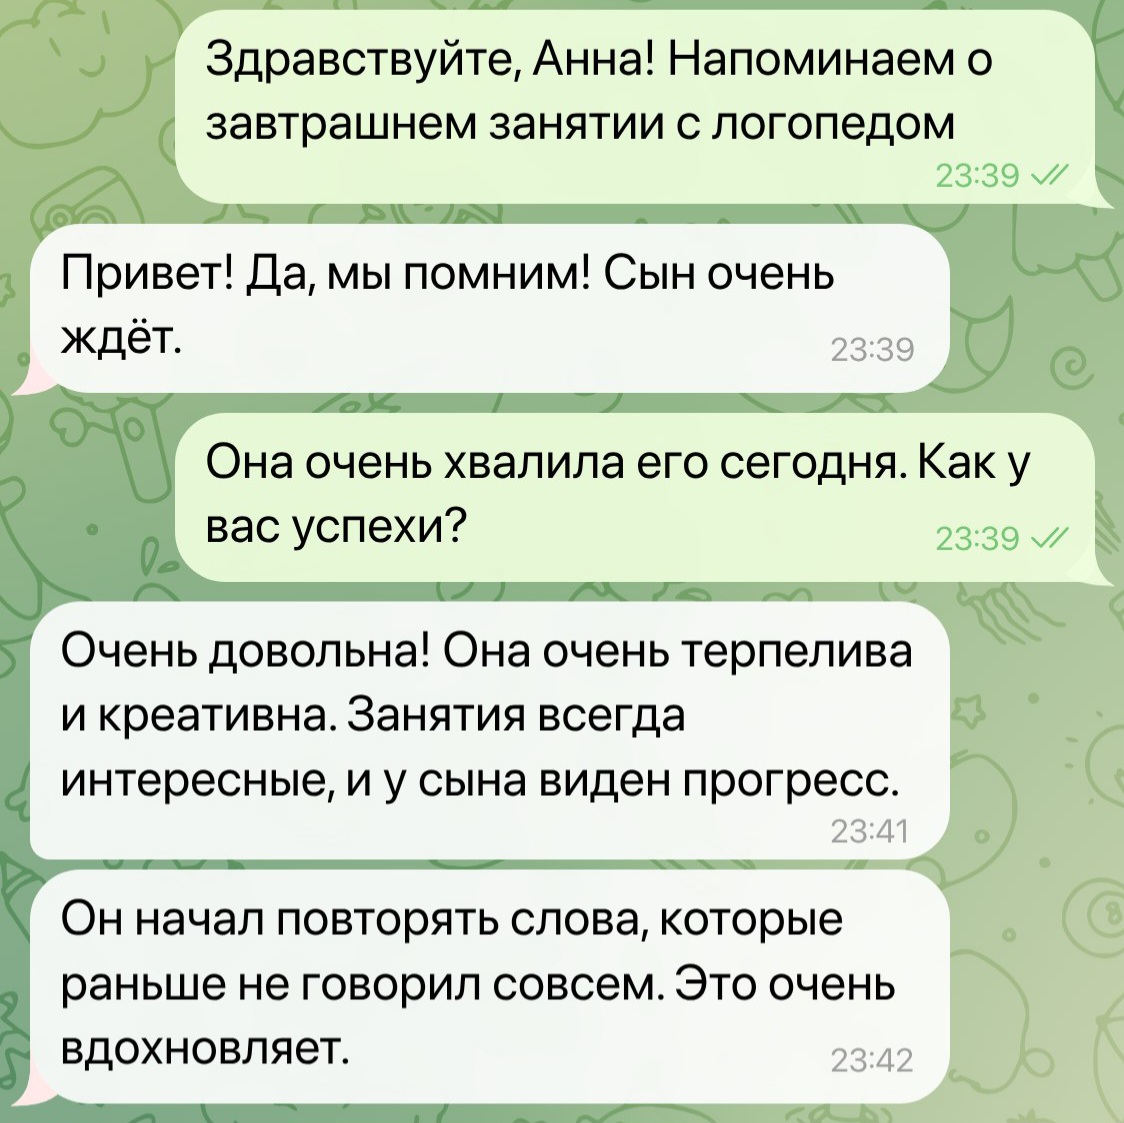 Здравствуйте, Анна! Напоминаем о
завтрашнем занятии с логопедом
23:39
Привет! Да, мы помним! Сын очень
ждёт.
23:39
Она очень хвалила его сегодня. Как у
вас успехи?
23:39
Очень довольна! Она очень терпелива
и креативна. Занятия всегда
интересные, и у сына виден прогресс.
23:41
Он начал повторять слова, которые
раньше не говорил совсем. Это очень
вдохновляет.
23:42